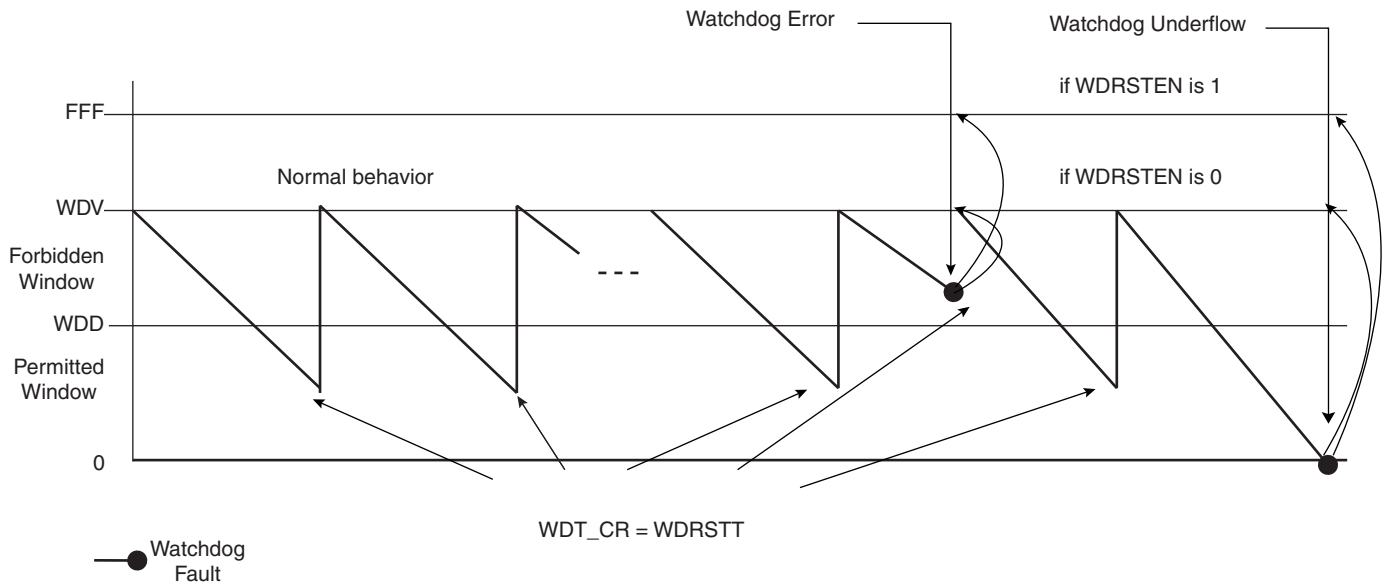 Watchdog Error
Watchdog Underflow
if WDRSTEN is 1
FFF
Normal behavior
if WDRSTEN is 0
WDV
Forbidden
Window
WDD
Permitted
Window
0
WDT_CR = WDRSTT
Watchdog
Fault